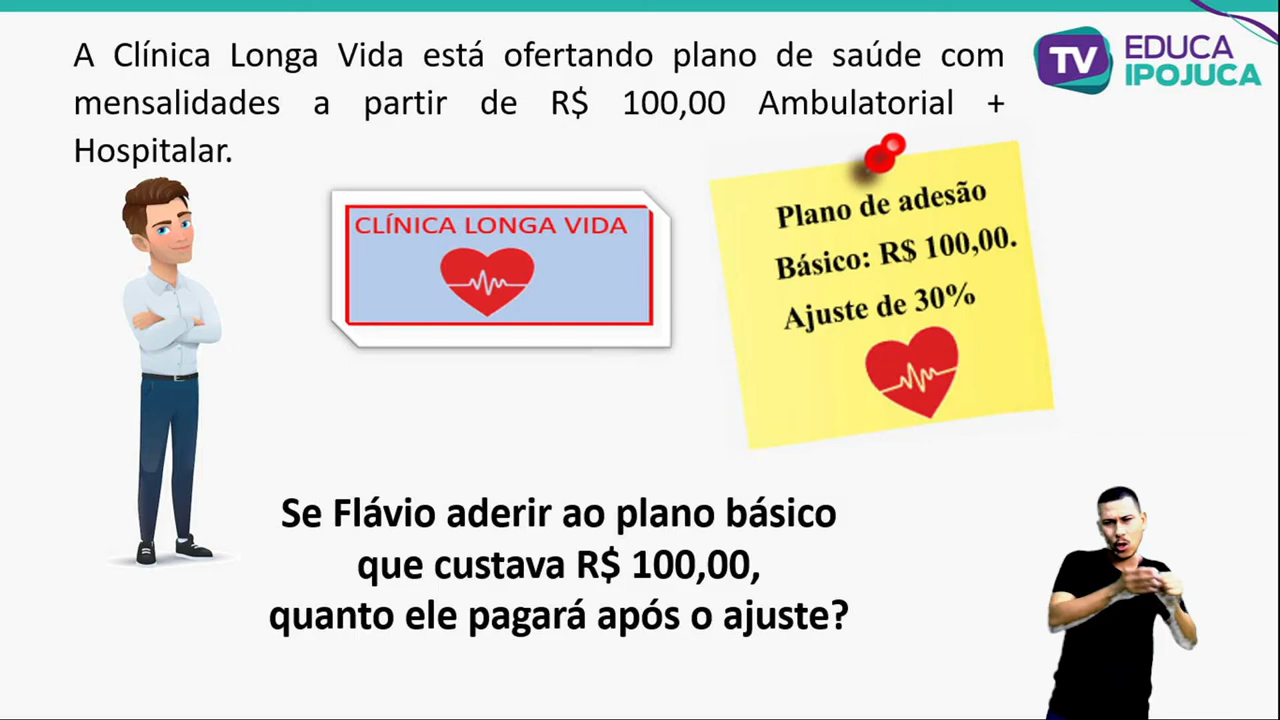 A Clínica Longa Vida está ofertando plano de saúde com
mensalidades a partir de R$ 100,00 Ambulatorial +
Hospitalar.
TV EDUCA
IPOJUCA
CLÍNICA LONGA VIDA
Plano de adesão
Básico: R$ 100,00.
Ajuste de 30%
Se Flávio aderir ao plano básico
que custava R$ 100,00,
quanto ele pagará após o ajuste?